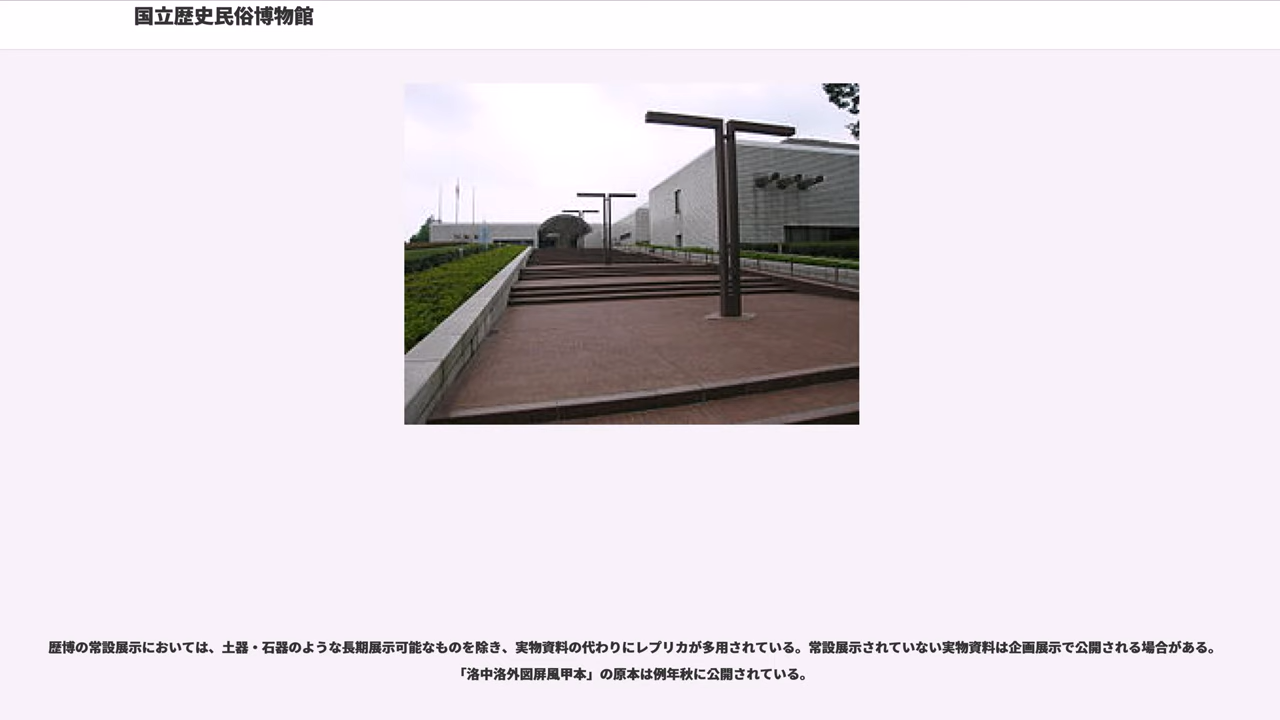 国立歴史民俗博物館
歴博の常設展示においては、土器・石器のような長期展示可能なものを除き、実物資料の代わりにレプリカが多用されている。常設展示されていない実物資料は企画展示で公開される場合がある。
「洛中洛外図屏風甲本」の原本は例年秋に公開されている。